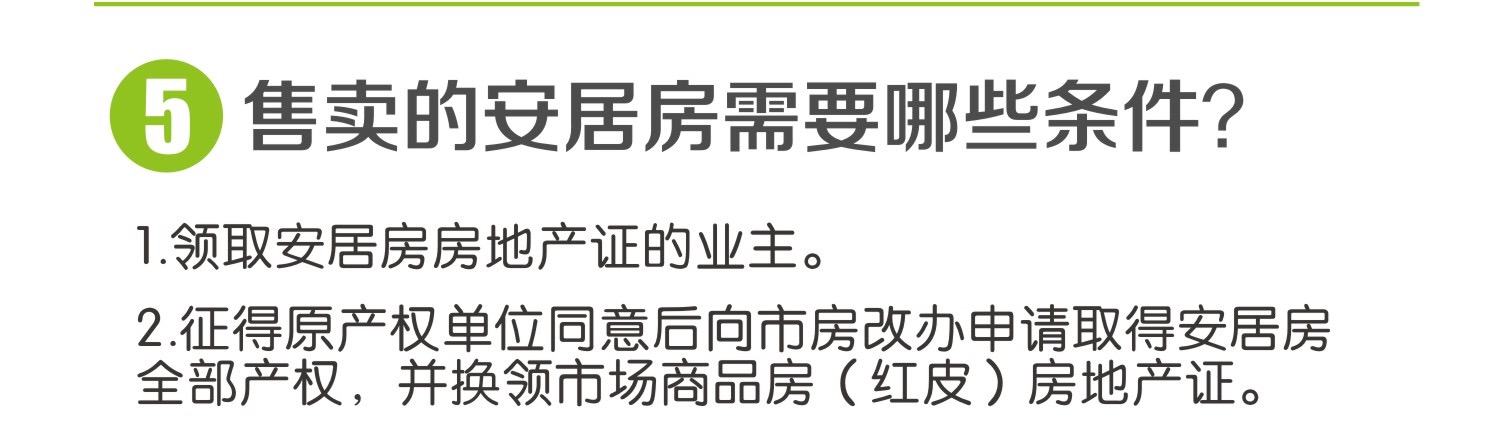 5 售卖的安居房需要哪些条件?
1.领取安居房房地产证的业主。
2.征得原产权单位同意后向市房改办申请取得安居房
全部产权，并换领市场商品房（红皮）房地产证。